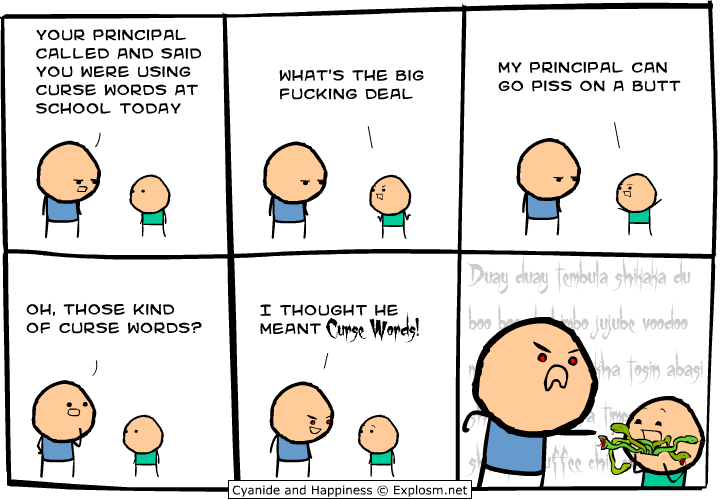 YOUR PRINCIPAL
CALLED AND SAID
YOU WERE USING
CURSE WORDS AT
SCHOOL TODAY
WHAT'S THE BIG
FUCKING DEAL
MY PRINCIPAL CAN
GO PISS ON A BUTT
OH, THOSE KIND
OF CURSE WORDS?
I THOUGHT HE
MEANT Curse Words!
Duay duay tembula shikaka du
boo jujube voodoo
tosin abasi
Cyanide and Happiness © Explosm.net